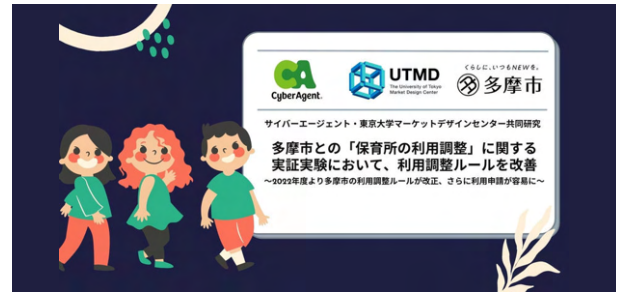 CyberAgent.
UTMD
The University of Tokyo
Market Design Center
くらしに、いつもNEWを。
多摩市
サイバーエージェント・東京大学マーケットデザインセンター共同研究
多摩市との「保育所の利用調整」に関する
実証実験において、利用調整ルールを改善
〜2022年度より多摩市の利用調整ルールが改正、さらに利用申請が容易に〜